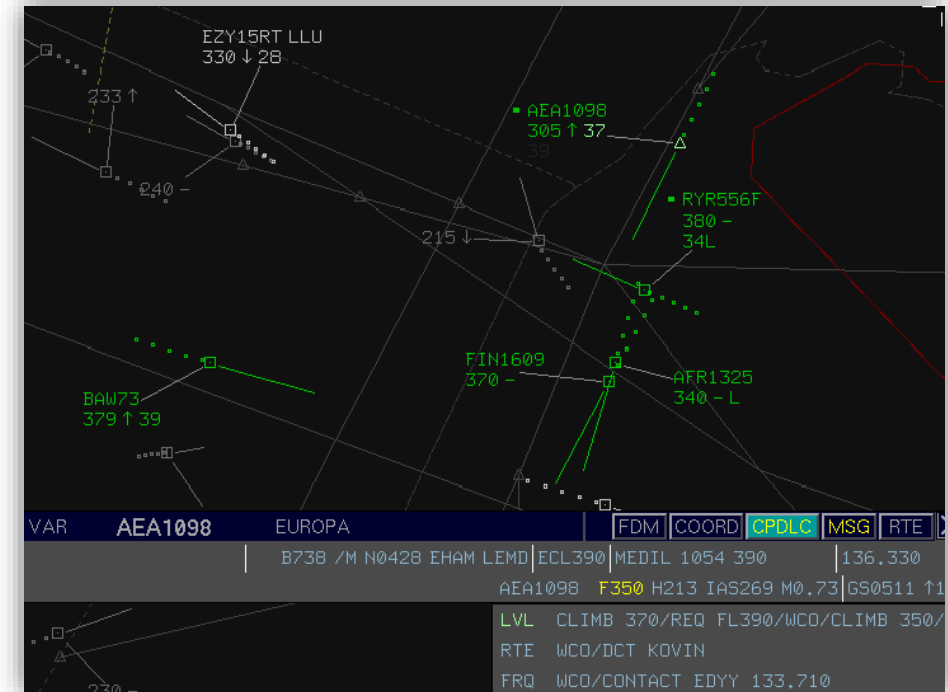 EZY15RT LLU
330 ↓ 28
233 ↑
AEA1098
305 ↑ 37
39
240 -
RYR556F
380 -
34L
215 ↓
FIN1609
370 -
AFR1325
340 - L
BAW73
379 ↑ 39
VAR AEA1098 EUROPA FDM COORD CPDLC MSG RTE
B738 /M N0428 EHAM LEMD ECL390 MEDIL 1054 390 136.330
AEA1098 F350 H213 IAS269 M0.73 GS0511 ↑1
LVL CLIMB 370/REQ FL390/WCO/CLIMB 350/
RTE WCO/DCT KOVIN
FRQ WCO/CONTACT EDYY 133.710
230 -